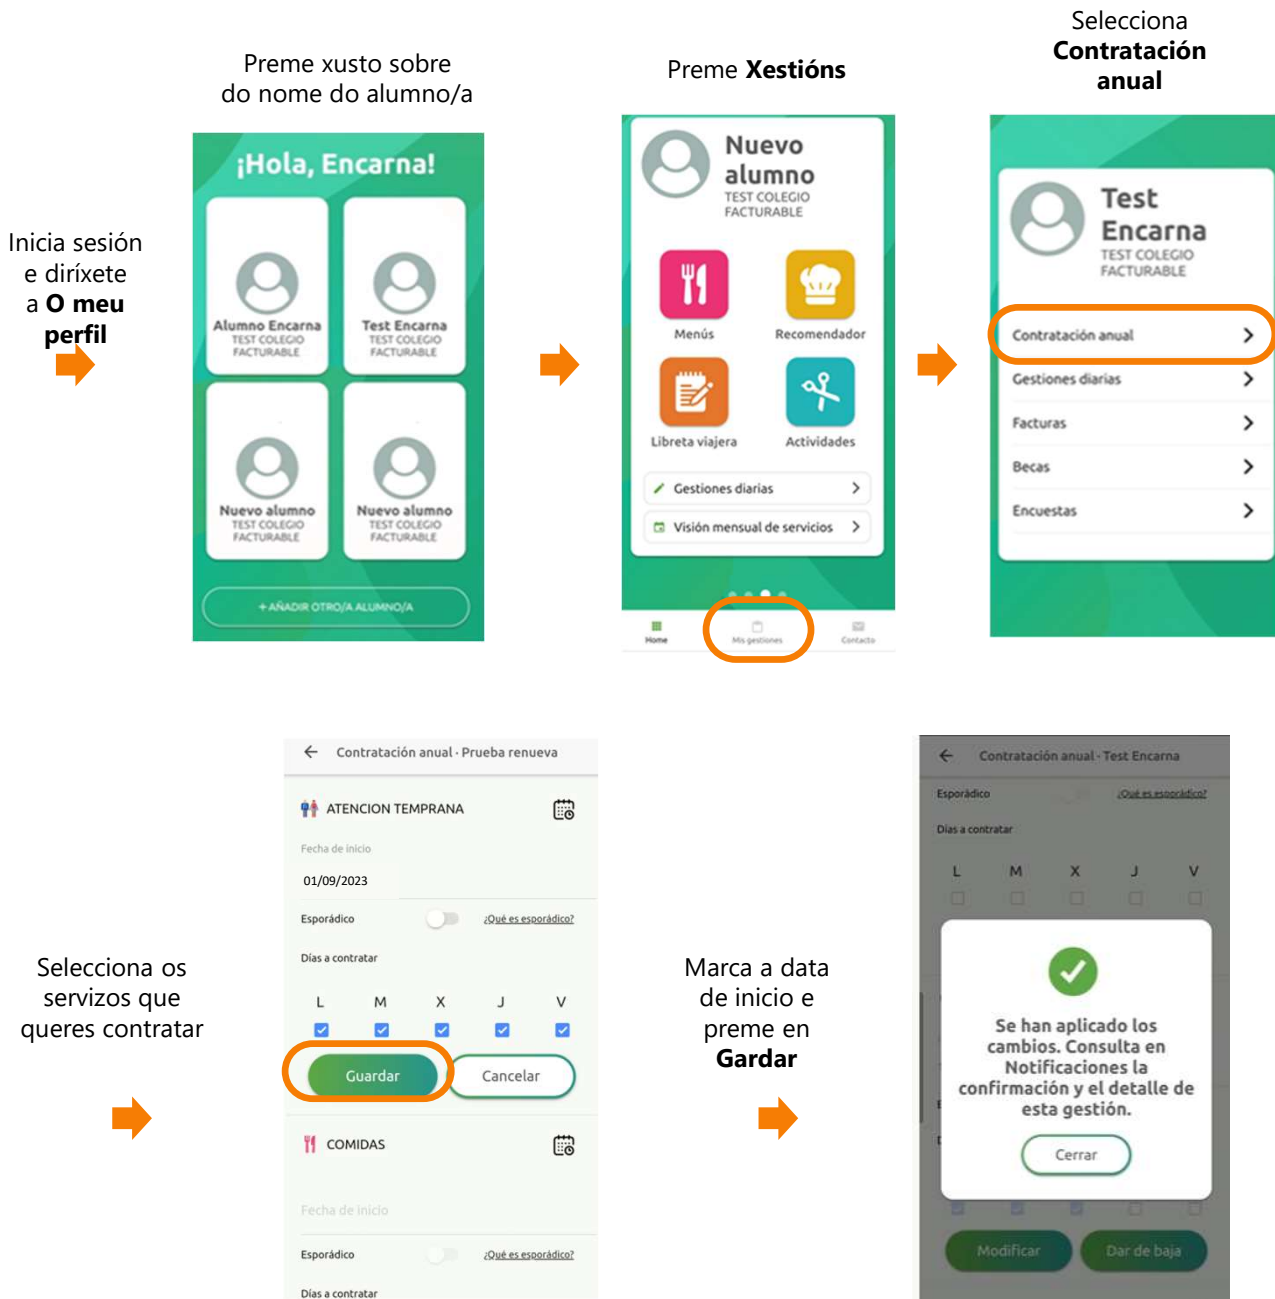 Inicia sesión
e diríxete
a O meu
perfil
Preme xusto sobre
do nome do alumno/a
¡Hola, Encarna!
Alumno Encarna
TEST COLEGIO
FACTURABLE
Test Encarna
TEST COLEGIO
FACTURABLE
Nuevo alumno
TEST COLEGIO
FACTURABLE
Nuevo alumno
TEST COLEGIO
FACTURABLE
+ AÑADIR OTRO/A ALUMNO/A
Preme Xestións
Nuevo
alumno
TEST COLEGIO
FACTURABLE
Menús
Recomendador
Libreta viajera
Actividades
Gestiones diarias
Visión mensual de servicios
Home
Mis gestiones
Contacto
Selecciona
Contratación
anual
Test
Encarna
TEST COLEGIO
FACTURABLE
Contratación anual
Gestiones diarias
Facturas
Becas
Encuestas
Selecciona os
servizos que
queres contratar
Contratación anual · Prueba renueva
ATENCION TEMPRANA
Fecha de inicio
01/09/2023
Esporádico ¿Qué es esporádico?
Días a contratar
L M X J V
Guardar Cancelar
COMIDAS
Fecha de inicio
Esporádico ¿Qué es esporádico?
Días a contratar
Marca a data
de inicio e
preme en
Gardar
Contratación anual · Test Encarna
Esporádico ¿Qué es esporádico?
Días a contratar
L M X J V
Se han aplicado los
cambios. Consulta en
Notificaciones la
confirmación y el detalle de
esta gestión.
Cerrar
Modificar Dar de baja